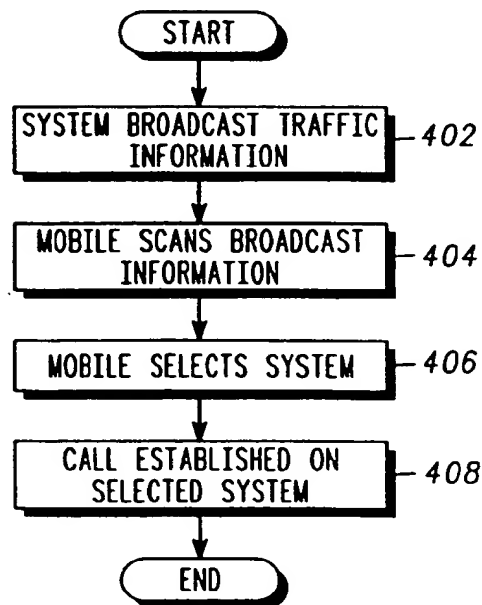 START
SYSTEM BROADCAST TRAFFIC
INFORMATION
402
MOBILE SCANS BROADCAST
INFORMATION
404
MOBILE SELECTS SYSTEM
406
CALL ESTABLISHED ON
SELECTED SYSTEM
408
END